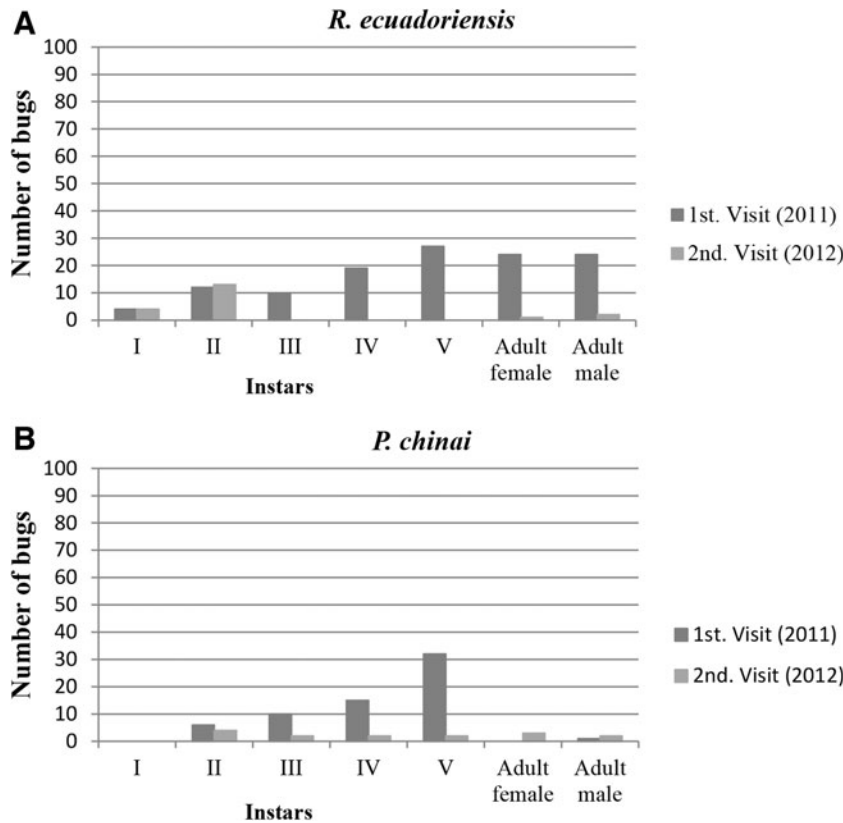 A
R. ecuadoriensis
Number of bugs
100
90
80
70
60
50
40
30
20
10
0
I II III IV V Adult female Adult male
Instars
1st. Visit (2011)
2nd. Visit (2012)
B
P. chinai
Number of bugs
100
90
80
70
60
50
40
30
20
10
0
I II III IV V Adult female Adult male
Instars
1st. Visit (2011)
2nd. Visit (2012)